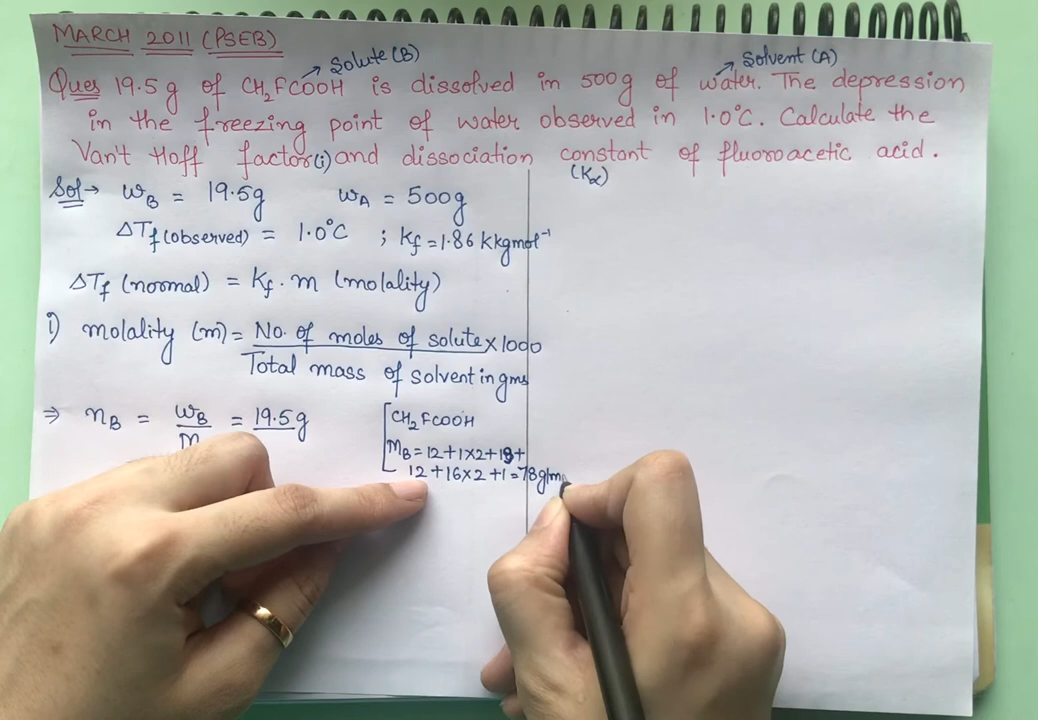 MARCH 2011 (PSEB)
Solute (B)
Solvent (A)
Ques 19.5 g of CH₂FCOOH → is dissolved in 500g of water. The depression
in the freezing point of water observed in 1.0°C. Calculate the
Van't Hoff factor(i) and dissociation constant of fluoroacetic acid.
(Kα)
Sol → wB = 19.5g wA = 500g
ΔTf (observed) = 1.0°C ; Kf = 1.86 K kg mol⁻¹
ΔTf (normal) = Kf . m (molality)
i) molality (m) = No. of moles of solute × 1000
Total mass of solvent in gms
⇒ nB = wB = 19.5g
M
[CH₂FCOOH
MB = 12+1×2+19+
12+16×2+1 = 78g/m